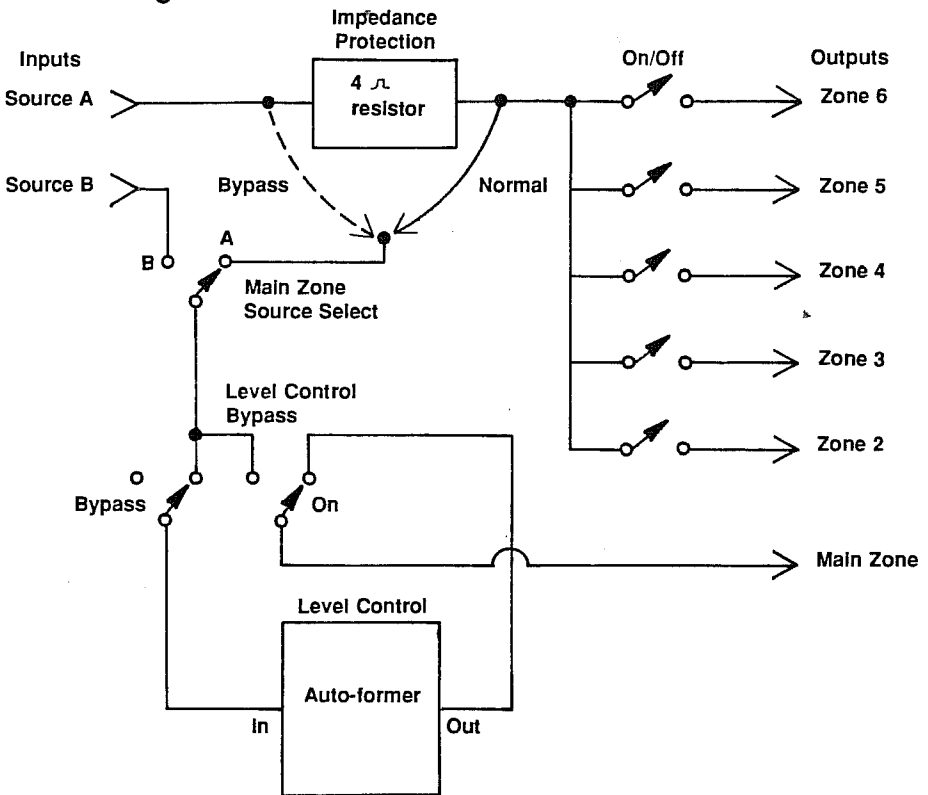 Impedance
Protection
Inputs
On/Off
Outputs
Source A
4 Ω
resistor
Zone 6
Source B
Bypass
Normal
Zone 5
A
B
Main Zone
Source Select
Zone 4
Zone 3
Level Control
Bypass
Zone 2
Bypass
On
Main Zone
Level Control
Auto-former
In
Out